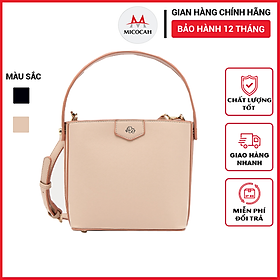 MICOCAH
GIAN HÀNG CHÍNH HÃNG
BẢO HÀNH 12 THÁNG
MÀU SẮC
CHẤT LƯỢNG
TỐT
GIAO HÀNG
NHANH
MIỄN PHÍ
ĐỔI TRẢ